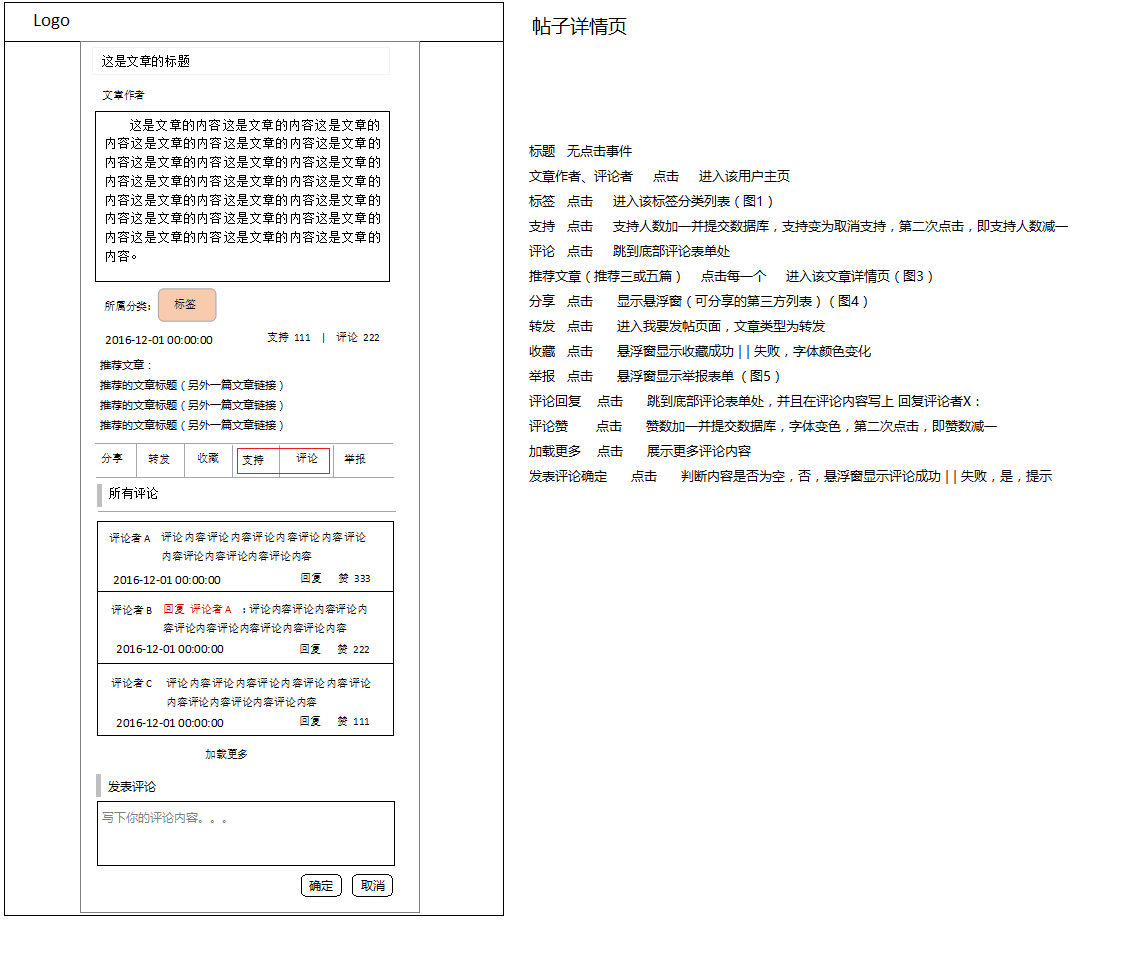 Logo
这是文章的标题
文章作者
这是文章的内容这是文章的内容这是文章的
内容这是文章的内容这是文章的内容这是文章的
内容这是文章的内容这是文章的内容这是文章的
内容这是文章的内容这是文章的内容这是文章的
内容这是文章的内容这是文章的内容这是文章的
内容这是文章的内容这是文章的内容这是文章的
内容这是文章的内容这是文章的内容这是文章的
内容。
所属分类: 标签
2016-12-01 00:00:00 支持 111 | 评论 222
推荐文章：
推荐的文章标题（另外一篇文章链接）
推荐的文章标题（另外一篇文章链接）
推荐的文章标题（另外一篇文章链接）
分享 转发 收藏 支持 评论 举报
所有评论
评论者 A 评论内容评论内容评论内容评论内容评论
内容评论内容评论内容评论内容
2016-12-01 00:00:00 回复 赞 333
评论者 B 回复 评论者 A ：评论内容评论内容评论内
容评论内容评论内容评论内容评论内容
2016-12-01 00:00:00 回复 赞 222
评论者 C 评论内容评论内容评论内容评论内容评论
内容评论内容评论内容评论内容
2016-12-01 00:00:00 回复 赞 111
加载更多
发表评论
写下你的评论内容。。。
确定 取消
帖子详情页
标题 无点击事件
文章作者、评论者 点击 进入该用户主页
标签 点击 进入该标签分类列表（图1）
支持 点击 支持人数加一并提交数据库，支持变为取消支持，第二次点击，即支持人数减一
评论 点击 跳到底部评论表单处
推荐文章（推荐三或五篇） 点击每一个 进入该文章详情页（图3）
分享 点击 显示悬浮窗（可分享的第三方列表）（图4）
转发 点击 进入我要发帖页面，文章类型为转发
收藏 点击 悬浮窗显示收藏成功 | | 失败，字体颜色变化
举报 点击 悬浮窗显示举报表单 （图5）
评论回复 点击 跳到底部评论表单处，并且在评论内容写上 回复评论者X：
评论赞 点击 赞数加一并提交数据库，字体变色，第二次点击，即赞数减一
加载更多 点击 展示更多评论内容
发表评论确定 点击 判断内容是否为空，否，悬浮窗显示评论成功 | | 失败，是，提示